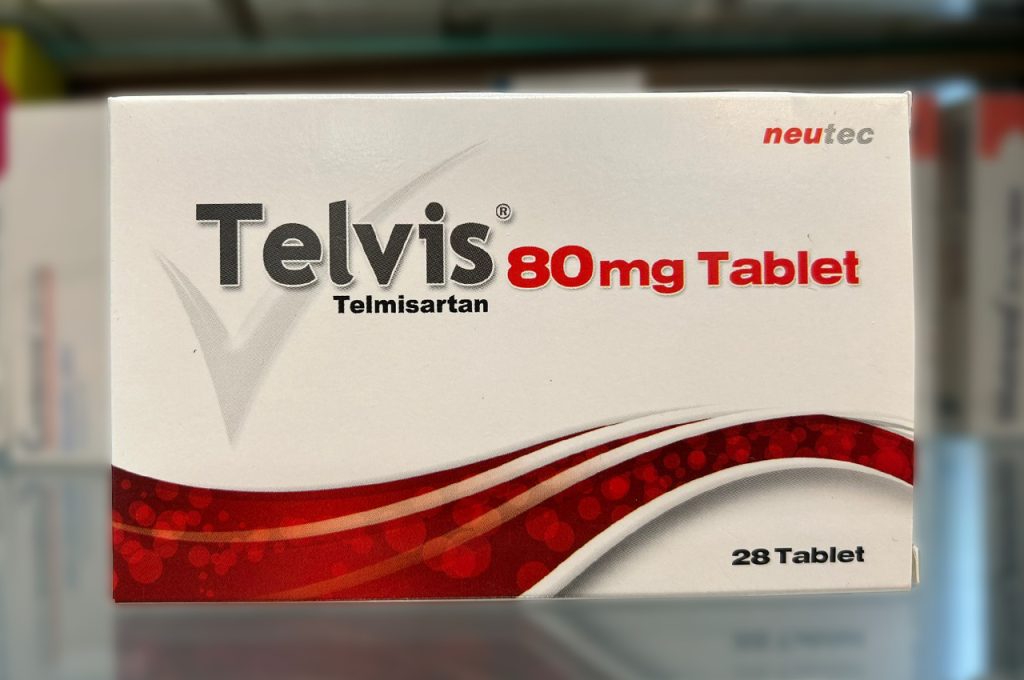 neutec
Telvis® 80mg Tablet
Telmisartan
28 Tablet